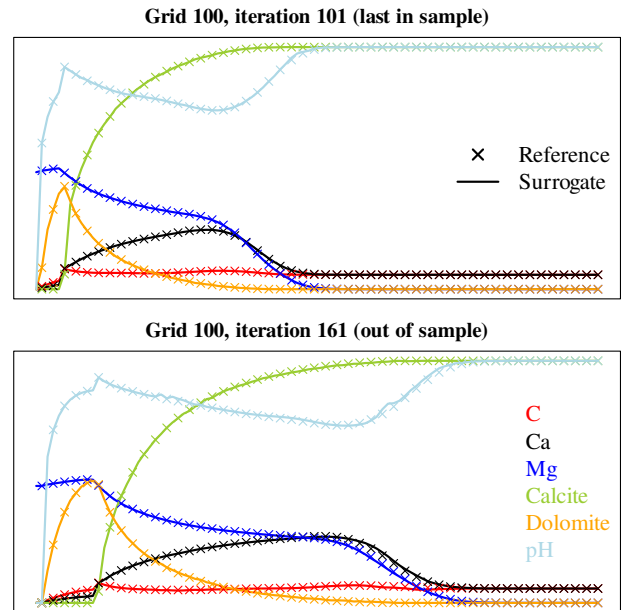 Grid 100, iteration 101 (last in sample)
Reference
Surrogate
Grid 100, iteration 161 (out of sample)
C
Ca
Mg
Calcite
Dolomite
pH